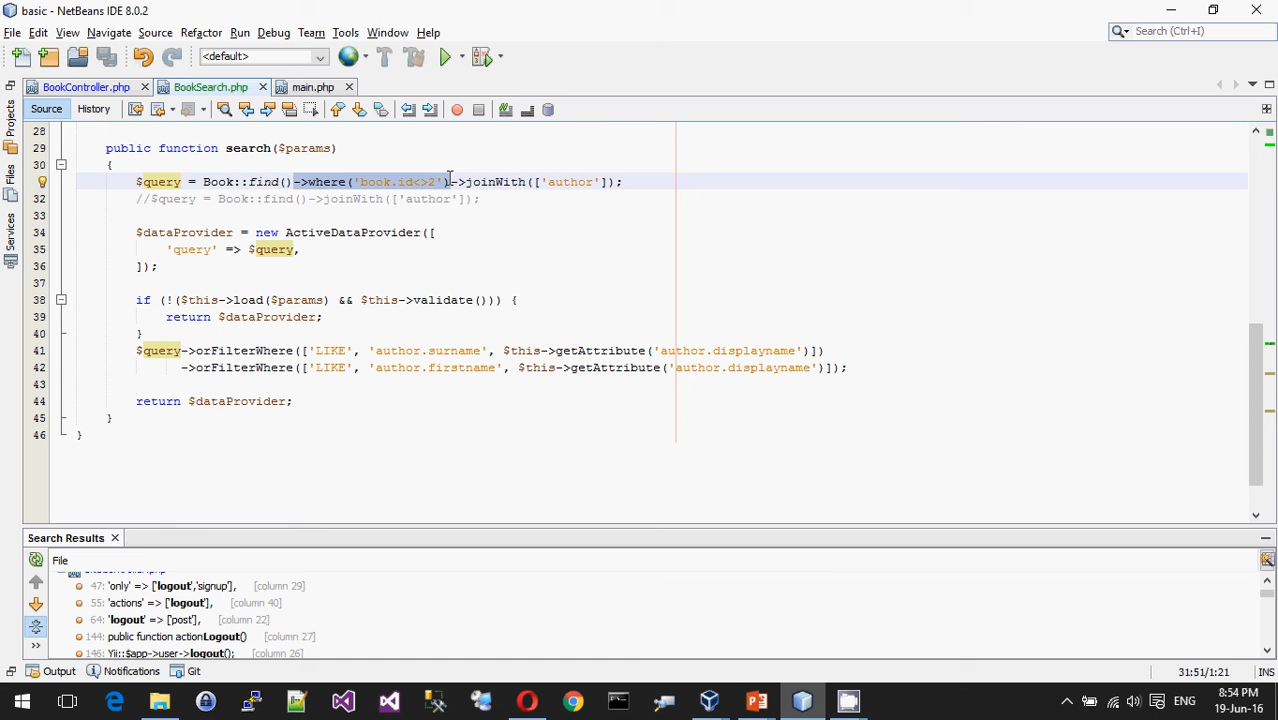 basic - NetBeans IDE 8.0.2
File Edit View Navigate Source Refactor Run Debug Team Tools Window Help
Search (Ctrl+I)
<default>
BookController.php BookSearch.php main.php
Source History
Projects
Files
Services
28
29 public function search($params)
30 {
$query = Book::find()->where('book.id<>2')->joinWith(['author']);
32 //$query = Book::find()->joinWith(['author']);
33
34 $dataProvider = new ActiveDataProvider([
35 'query' => $query,
36 ]);
37
38 if (!($this->load($params) && $this->validate())) {
39 return $dataProvider;
40 }
41 $query->orFilterWhere(['LIKE', 'author.surname', $this->getAttribute('author.displayname')])
42 ->orFilterWhere(['LIKE', 'author.firstname', $this->getAttribute('author.displayname')]);
43
44 return $dataProvider;
45 }
46 }
Search Results
File
47: 'only' => ['logout','signup'], [column 29]
55: 'actions' => ['logout'], [column 40]
64: 'logout' => ['post'], [column 22]
144: public function actionLogout() [column 27]
146: Yii::$app->user->logout(); [column 26]
Output Notifications Git
31:51/1:21 INS
8:54 PM
19-Jun-16